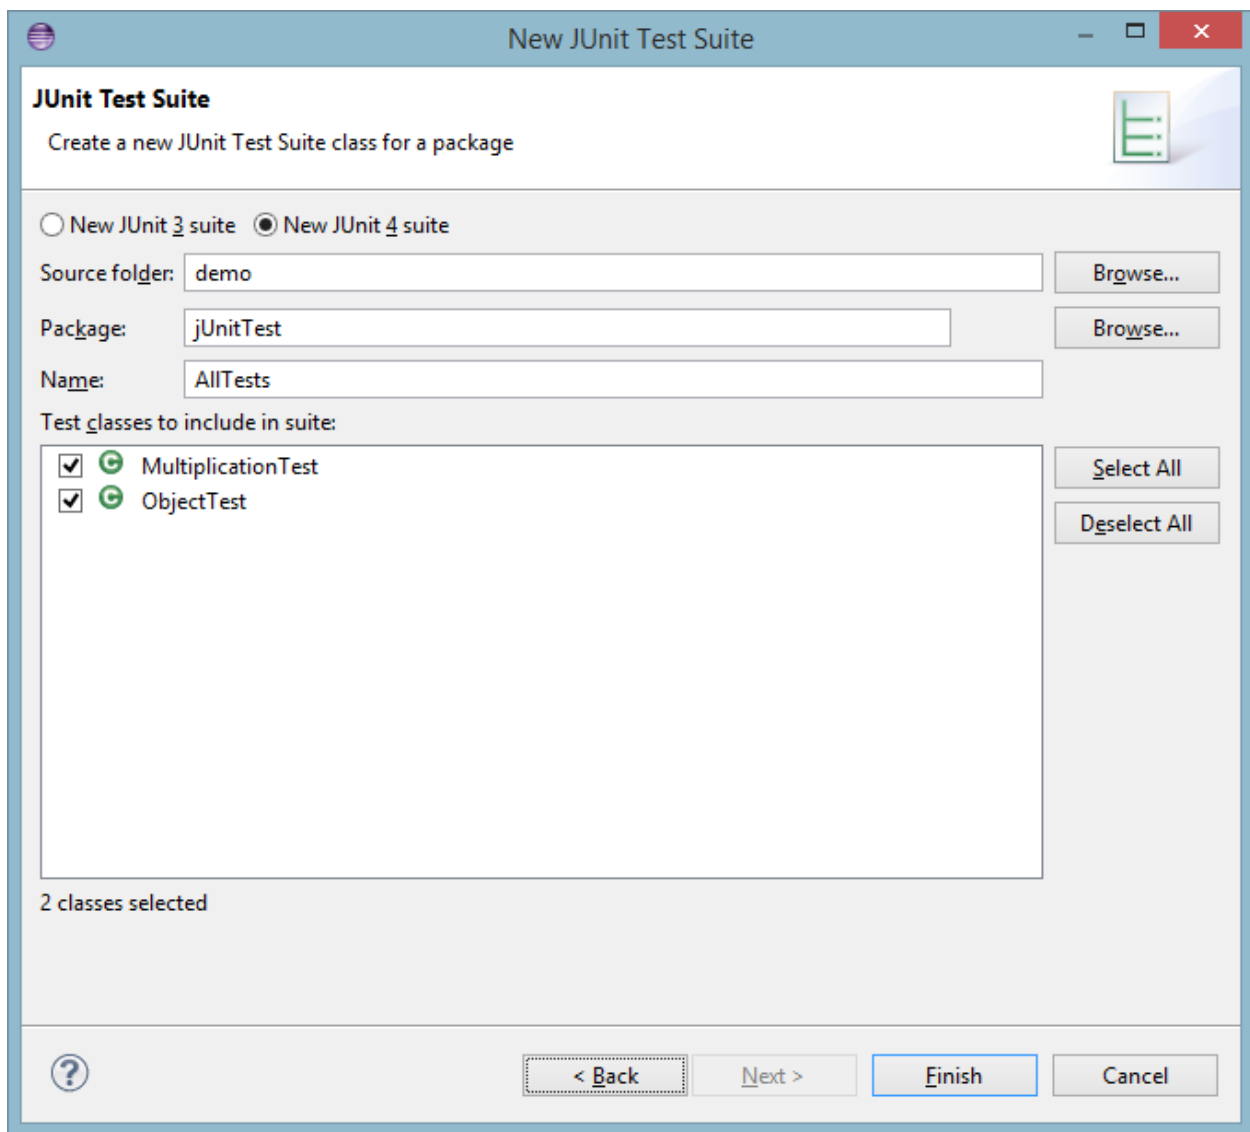 New JUnit Test Suite
JUnit Test Suite
Create a new JUnit Test Suite class for a package
New JUnit 3 suite New JUnit 4 suite
Source folder: demo Browse...
Package: jUnitTest Browse...
Name: AllTests
Test classes to include in suite:
MultiplicationTest Select All
ObjectTest
Deselect All
2 classes selected
? < Back Next > Finish Cancel